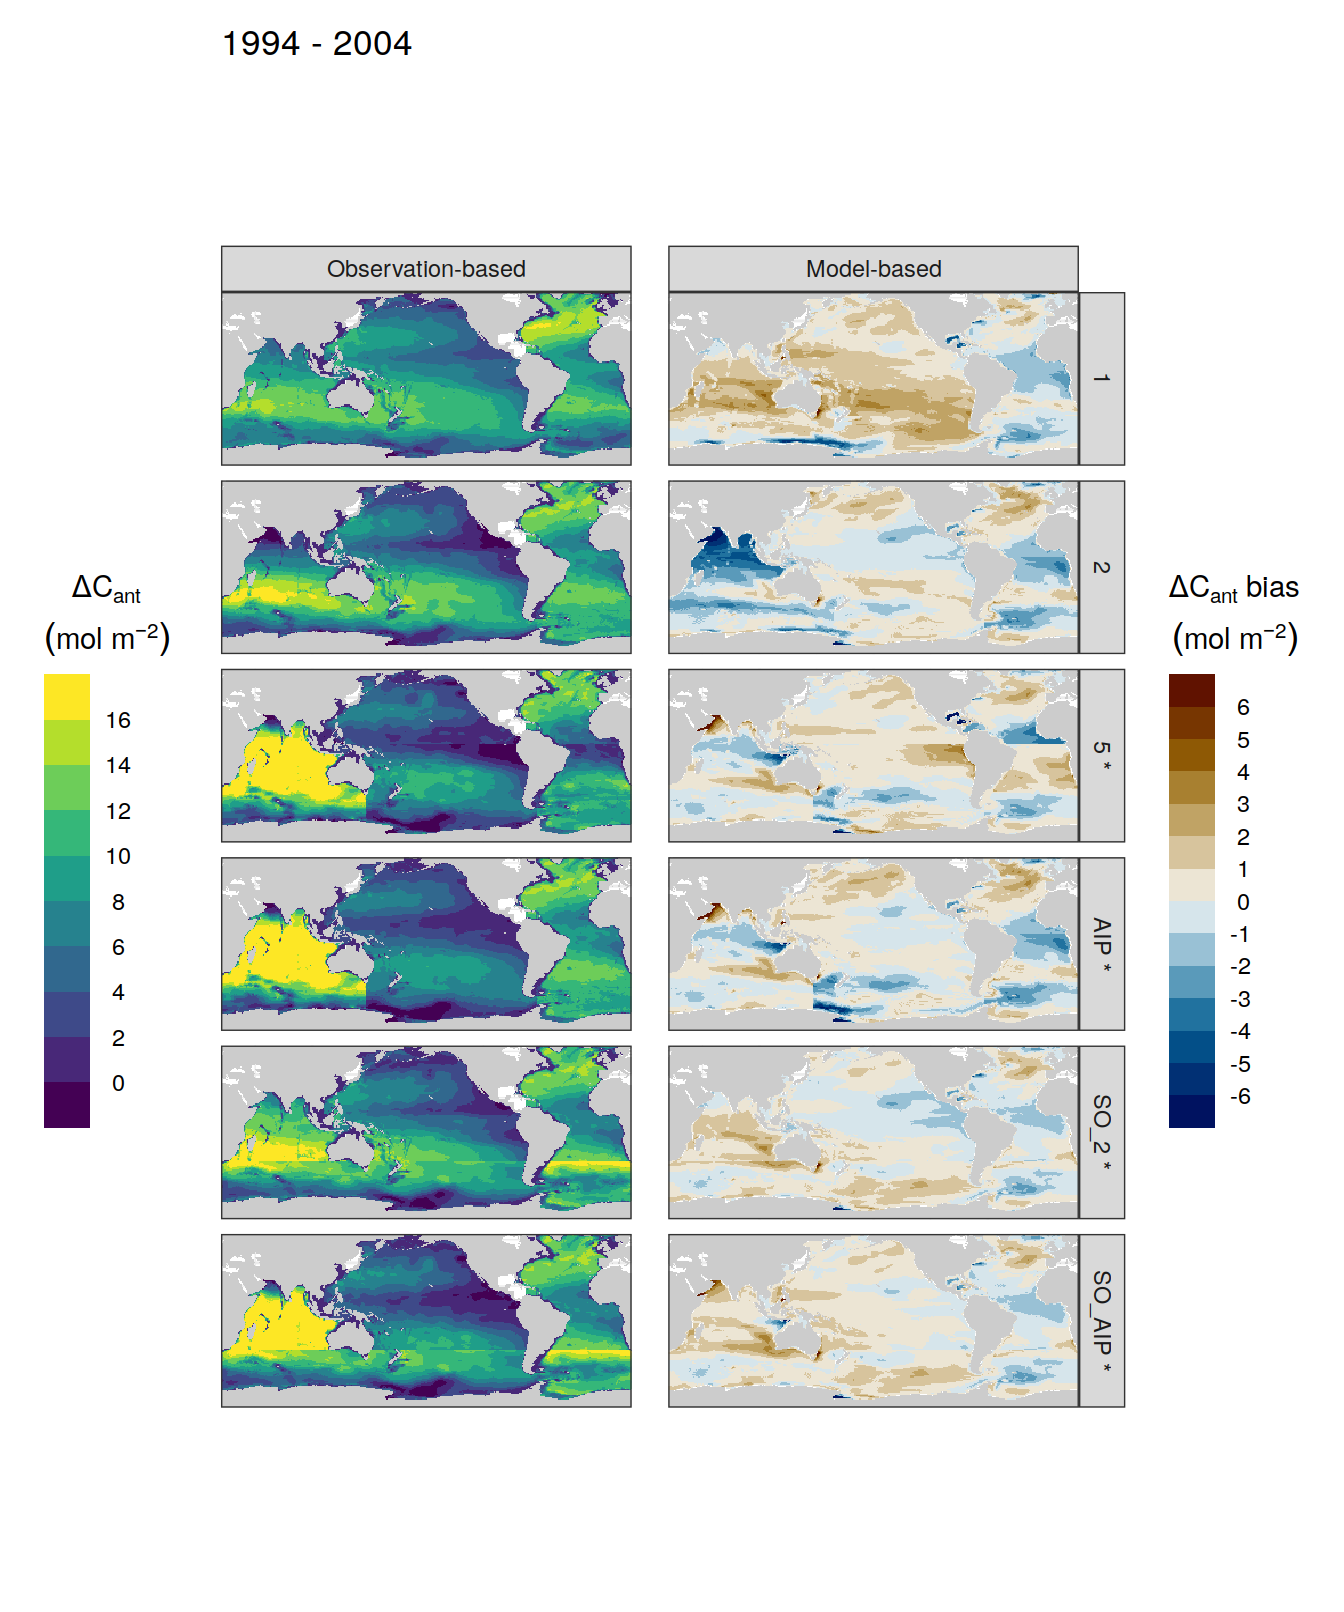 1994 - 2004
Observation-based
Model-based
1
2
5 *
AIP *
SO_2 *
SO_AIP *
ΔCant
(mol m−2)
16
14
12
10
8
6
4
2
0
ΔCant bias
(mol m−2)
6
5
4
3
2
1
0
-1
-2
-3
-4
-5
-6